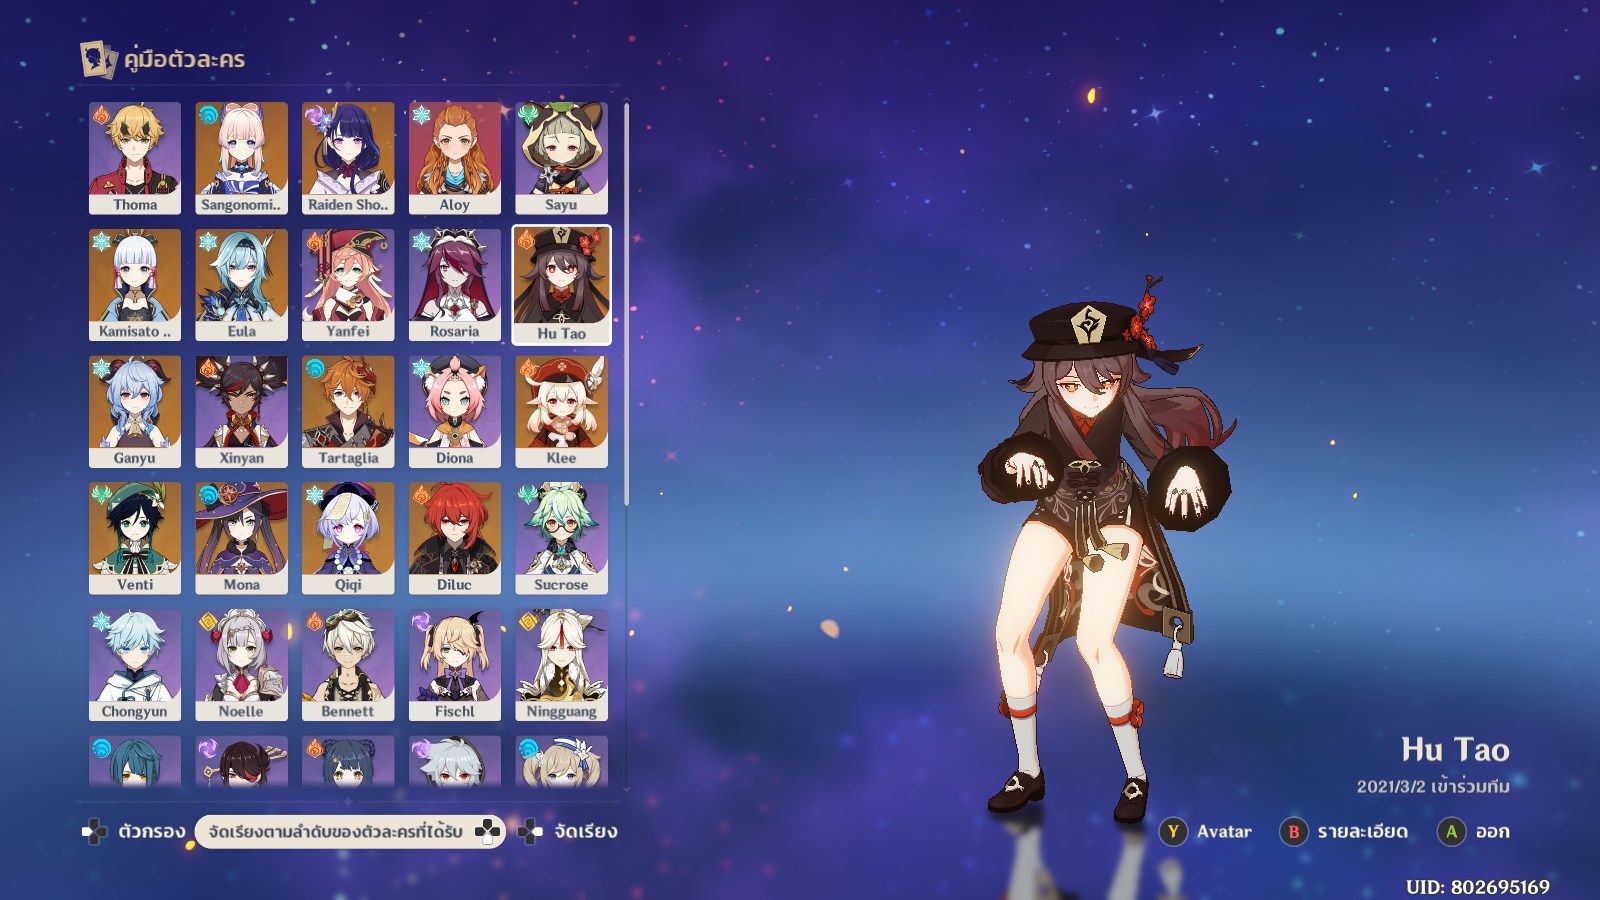 คู่มือตัวละคร
Thoma
Sangonomi..
Raiden Sho..
Aloy
Sayu
Kamisato ..
Eula
Yanfei
Rosaria
Hu Tao
Ganyu
Xinyan
Tartaglia
Diona
Klee
Venti
Mona
Qiqi
Diluc
Sucrose
Chongyun
Noelle
Bennett
Fischl
Ningguang
ตัวกรอง
จัดเรียงตามลำดับของตัวละครที่ได้รับ
จัดเรียง
Hu Tao
2021/3/2 เข้าร่วมทีม
Y Avatar
B รายละเอียด
A ออก
UID: 802695169